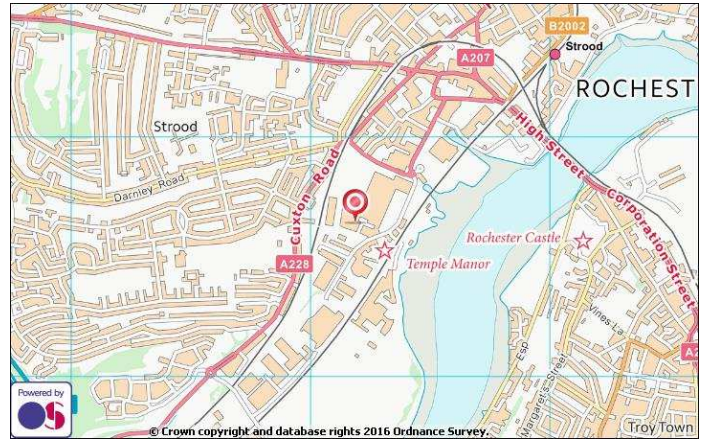 B2002
Strood
A207
ROCHEST
High Street
Strood
Darnley Road
Cuxton Road
Corporation Street
Rochester Castle
Temple Manor
A228
Vines La
A2
Esp
Margaret's Street
Troy Town
Powered by
OS
© Crown copyright and database rights 2016 Ordnance Survey.